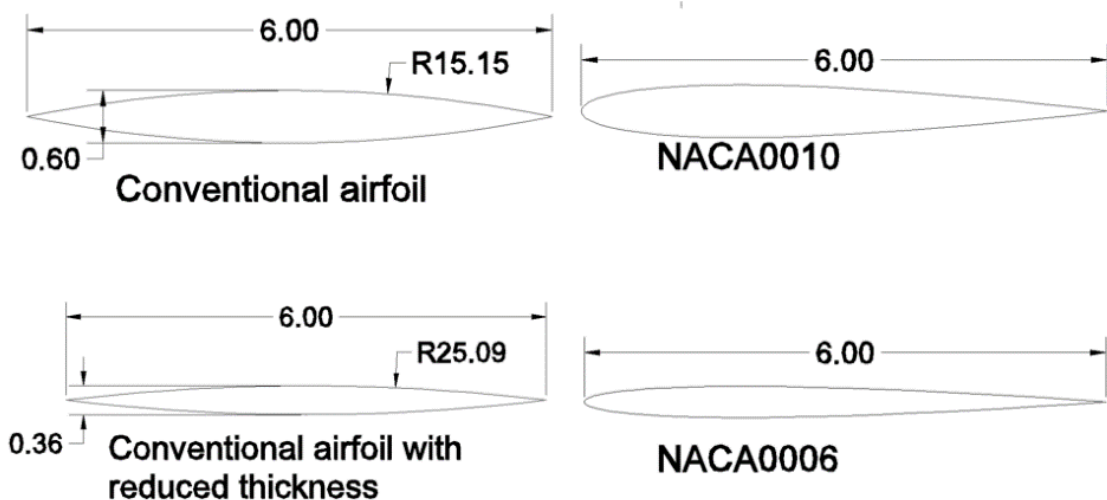 6.00
R15.15
0.60
Conventional airfoil
6.00
NACA0010
6.00
R25.09
0.36
Conventional airfoil with
reduced thickness
6.00
NACA0006